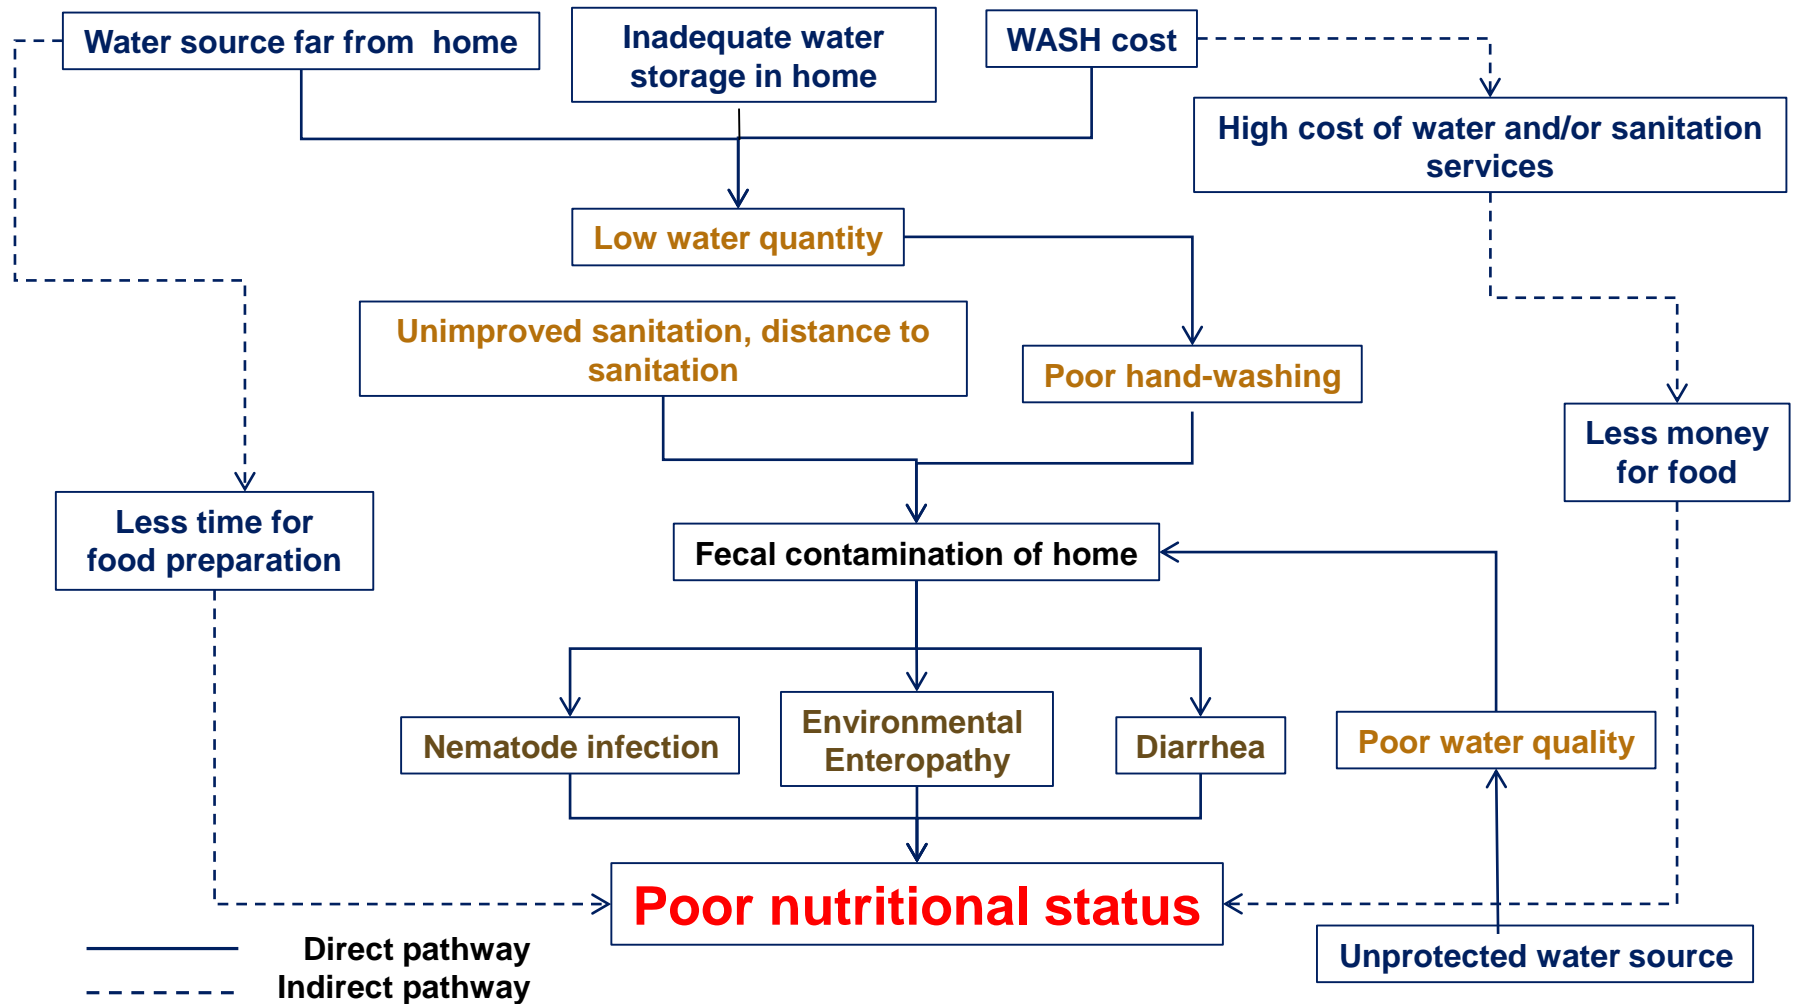 Water source far from  home
Inadequate water
storage in home
WASH cost
High cost of water and/or sanitation
services
Low water quantity
Unimproved sanitation, distance to
sanitation
Poor hand-washing
Less money
for food
Less time for
food preparation
Fecal contamination of home
Nematode infection
Environmental
Enteropathy
Diarrhea
Poor water quality
Poor nutritional status
Unprotected water source
Direct pathway
Indirect pathway